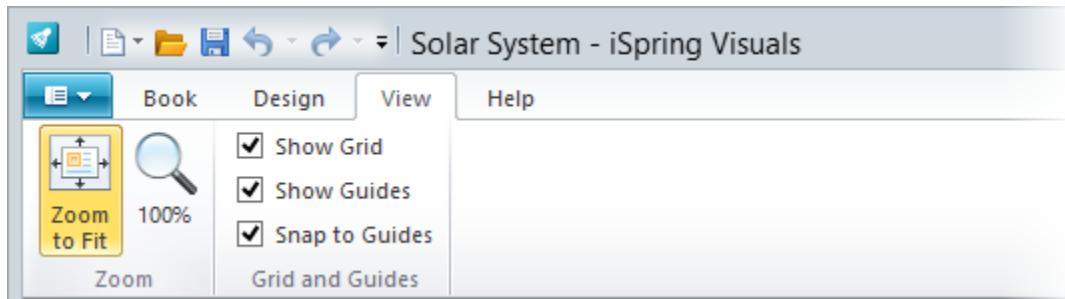 Solar System - iSpring Visuals
Book Design View Help
Show Grid
Show Guides
Snap to Guides
Zoom
to Fit
100%
Zoom
Grid and Guides